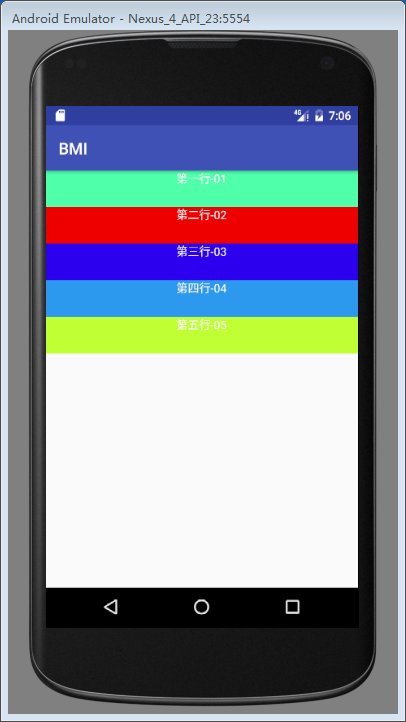 Android Emulator - Nexus_4_API_23:5554
4G 7:06
BMI
第一行-01
第二行-02
第三行-03
第四行-04
第五行-05